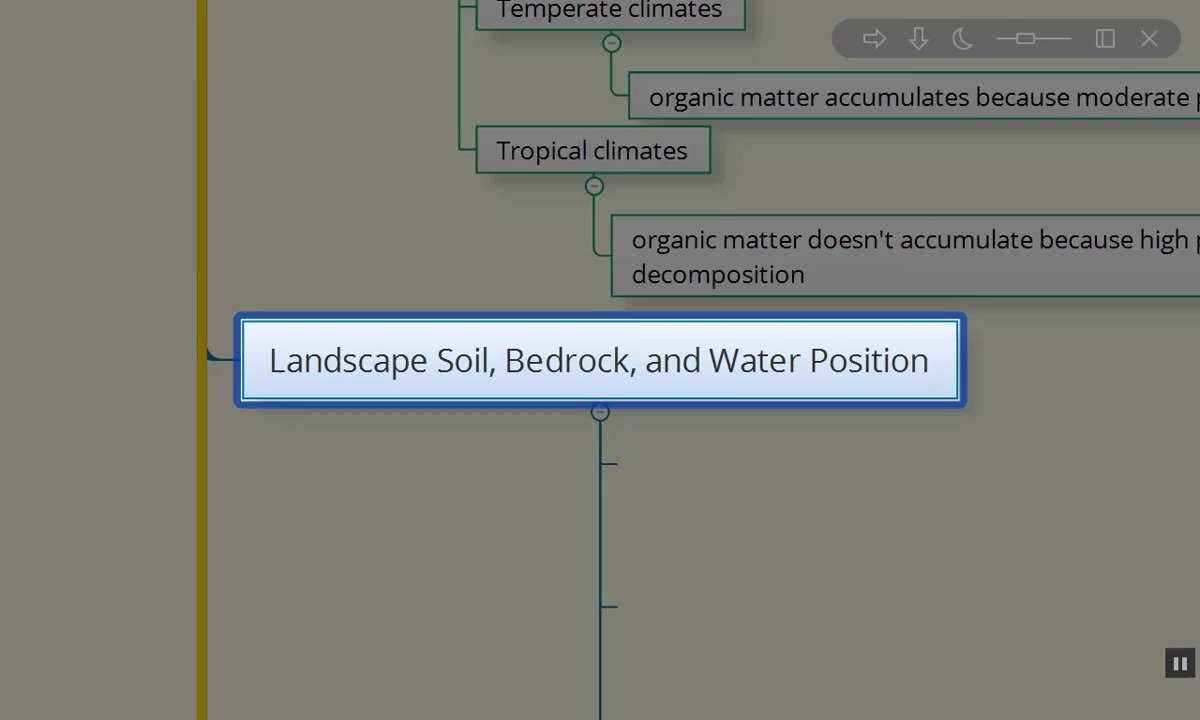 Temperate climates
organic matter accumulates because moderate
Tropical climates
organic matter doesn't accumulate because high
decomposition
Landscape Soil, Bedrock, and Water Position